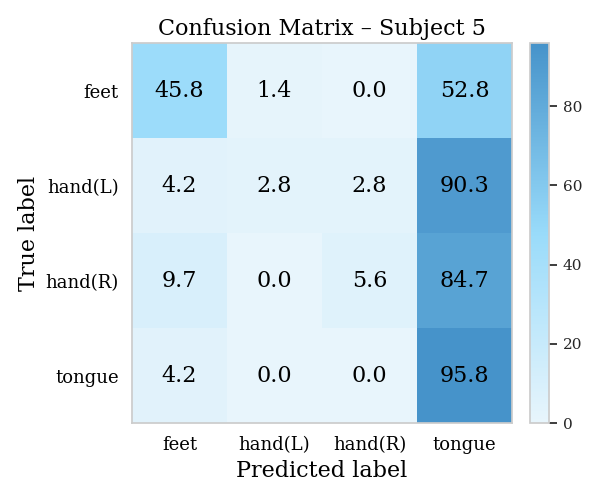 Confusion Matrix – Subject 5
feet 45.8 1.4 0.0 52.8
hand(L) 4.2 2.8 2.8 90.3
hand(R) 9.7 0.0 5.6 84.7
tongue 4.2 0.0 0.0 95.8
feet hand(L) hand(R) tongue
Predicted label
True label
80
60
40
20
0